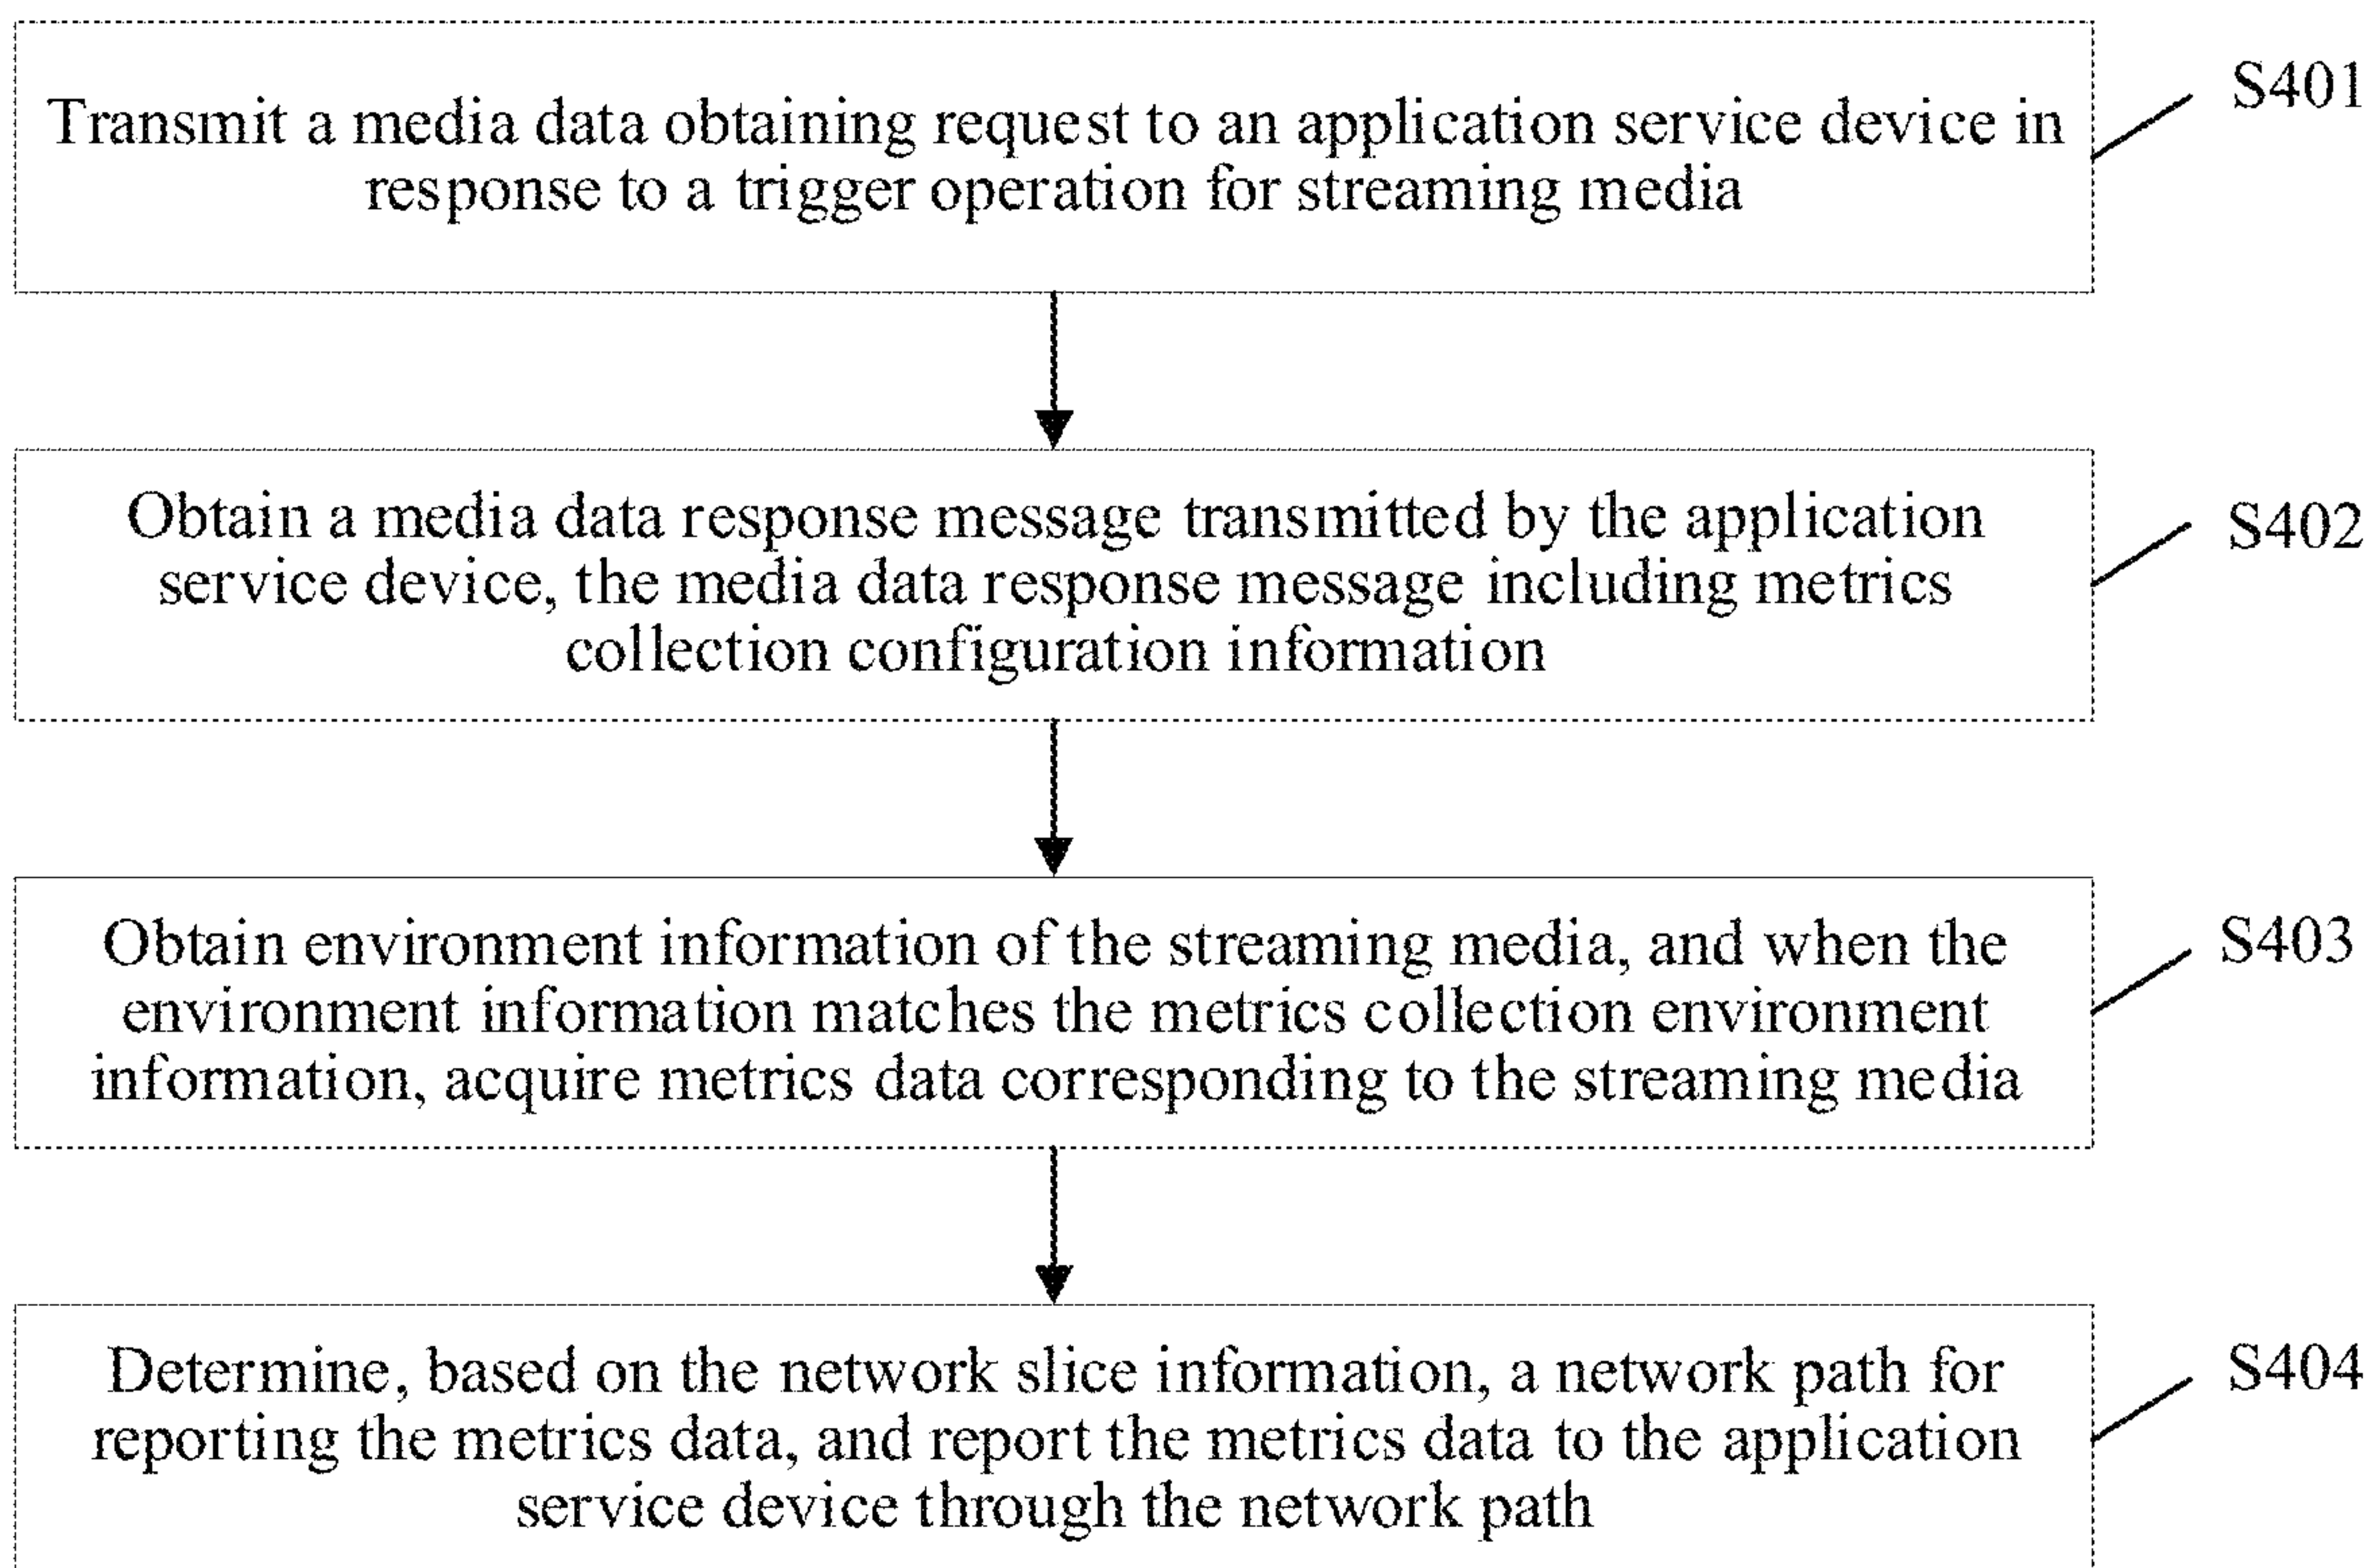 Transmit a media data obtaining request to an application service device in
response to a trigger operation for streaming media
S401
Obtain a media data response message transmitted by the application
service device, the media data response message including metrics
collection configuration information
S402
Obtain environment information of the streaming media, and when the
environment information matches the metrics collection environment
information, acquire metrics data corresponding to the streaming media
S403
Determine, based on the network slice information, a network path for
reporting the metrics data, and report the metrics data to the application
service device through the network path
S404